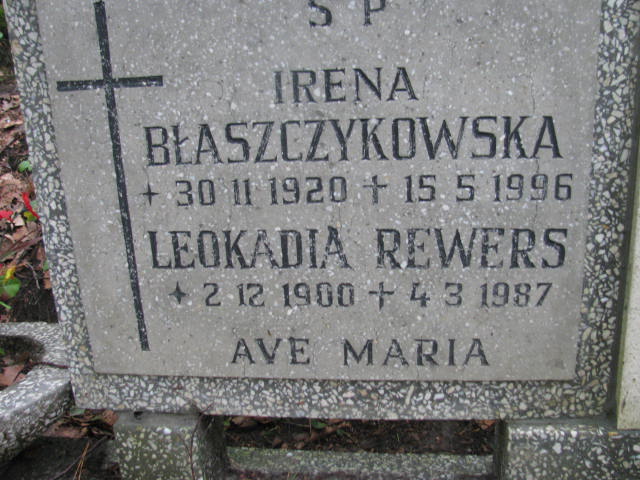 Ś P
IRENA
BŁASZCZYKOWSKA
+ 30 11 1920 † 15 5 1996
LEOKADIA REWERS
+ 2 12 1900 † 4 3 1987
AVE MARIA